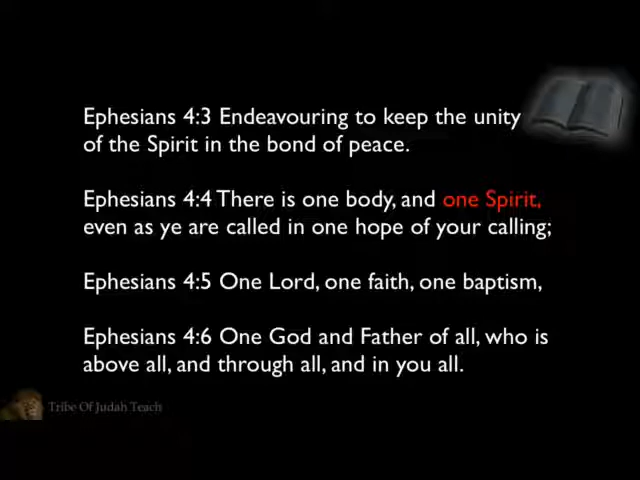 Ephesians 4:3 Endeavouring to keep the unity
of the Spirit in the bond of peace.
Ephesians 4:4 There is one body, and one Spirit,
even as ye are called in one hope of your calling;
Ephesians 4:5 One Lord, one faith, one baptism,
Ephesians 4:6 One God and Father of all, who is
above all, and through all, and in you all.
Tribe Of Judah Teach